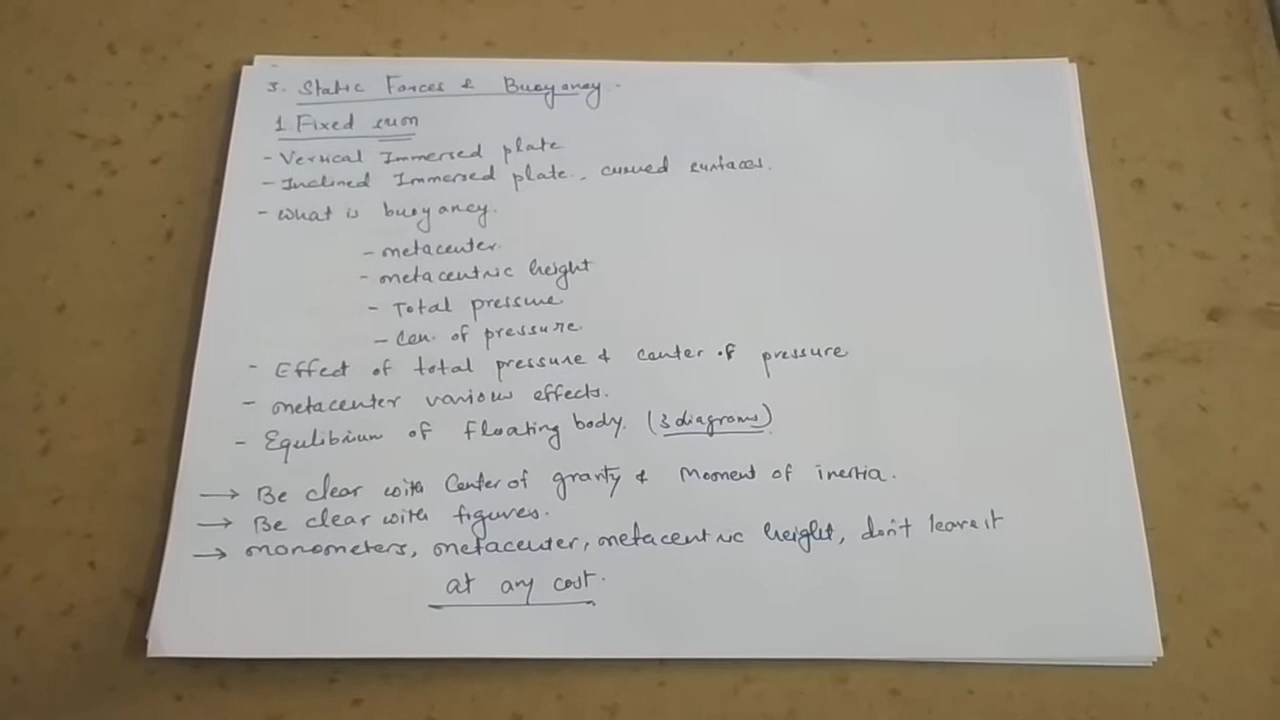 3. Static Forces & Buoyancy.
1. Fixed sum
- Vertical Immersed plate
- Inclined Immersed plate, curved surfaces.
- What is buoyancy.
- metacenter.
- metacentric height
- Total pressure
- Cen. of pressure.
- Effect of total pressure & center of pressure
- metacenter various effects.
- Equlibrium of floating body. (3 diagrams)
→ Be clear with Center of gravity & Moment of inertia.
→ Be clear with figures.
→ monometers, metacenter, metacentric height, don't leave it
at any cost.